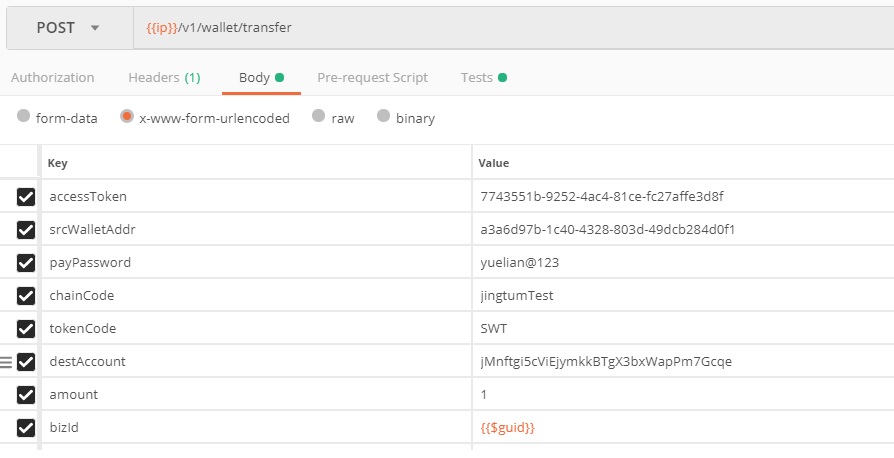 POST {{ip}}/v1/wallet/transfer
Authorization Headers (1) Body Pre-request Script Tests
form-data x-www-form-urlencoded raw binary
Key Value
accessToken 7743551b-9252-4ac4-81ce-fc27affe3d8f
srcWalletAddr a3a6d97b-1c40-4328-803d-49dcb284d0f1
payPassword yuelian@123
chainCode jingtumTest
tokenCode SWT
destAccount jMnftgi5cViEjymkkBTgX3bxWapPm7Gcqe
amount 1
bizId {{$guid}}